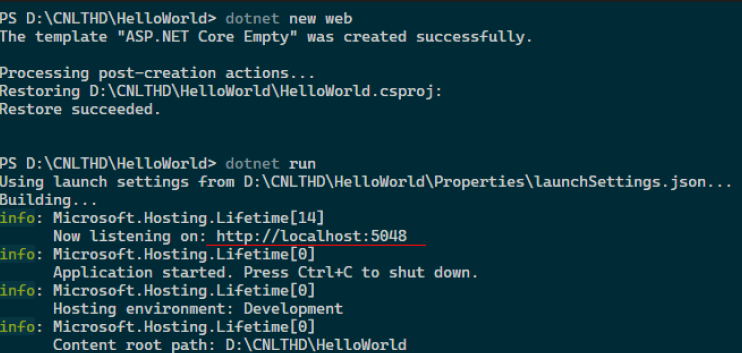 PS D:\CNLTHD\HelloWorld> dotnet new web
The template "ASP.NET Core Empty" was created successfully.
Processing post-creation actions...
Restoring D:\CNLTHD\HelloWorld\HelloWorld.csproj:
Restore succeeded.
PS D:\CNLTHD\HelloWorld> dotnet run
Using launch settings from D:\CNLTHD\HelloWorld\Properties\launchSettings.json...
Building...
info: Microsoft.Hosting.Lifetime[14]
Now listening on: http://localhost:5048
info: Microsoft.Hosting.Lifetime[0]
Application started. Press Ctrl+C to shut down.
info: Microsoft.Hosting.Lifetime[0]
Hosting environment: Development
info: Microsoft.Hosting.Lifetime[0]
Content root path: D:\CNLTHD\HelloWorld